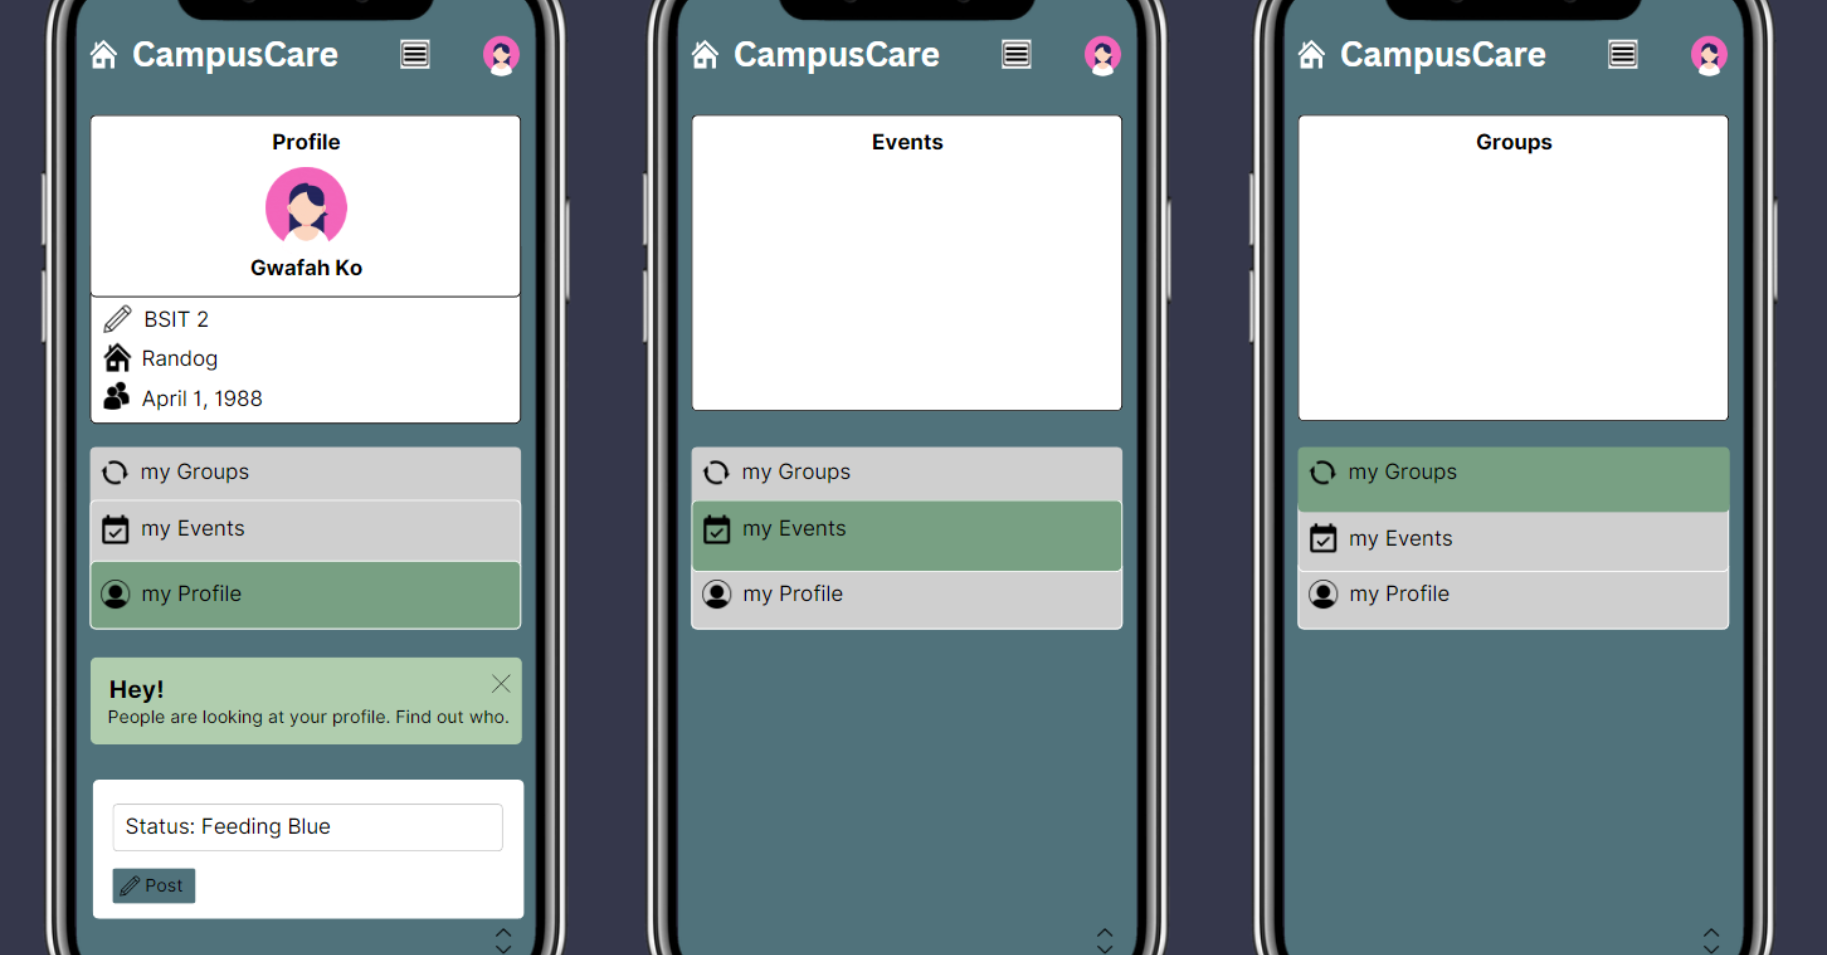 CampusCare
Profile
Gwafah Ko
BSIT 2
Randog
April 1, 1988
my Groups
my Events
my Profile
Hey!
People are looking at your profile. Find out who.
Status: Feeding Blue
Post
CampusCare
Events
my Groups
my Events
my Profile
CampusCare
Groups
my Groups
my Events
my Profile